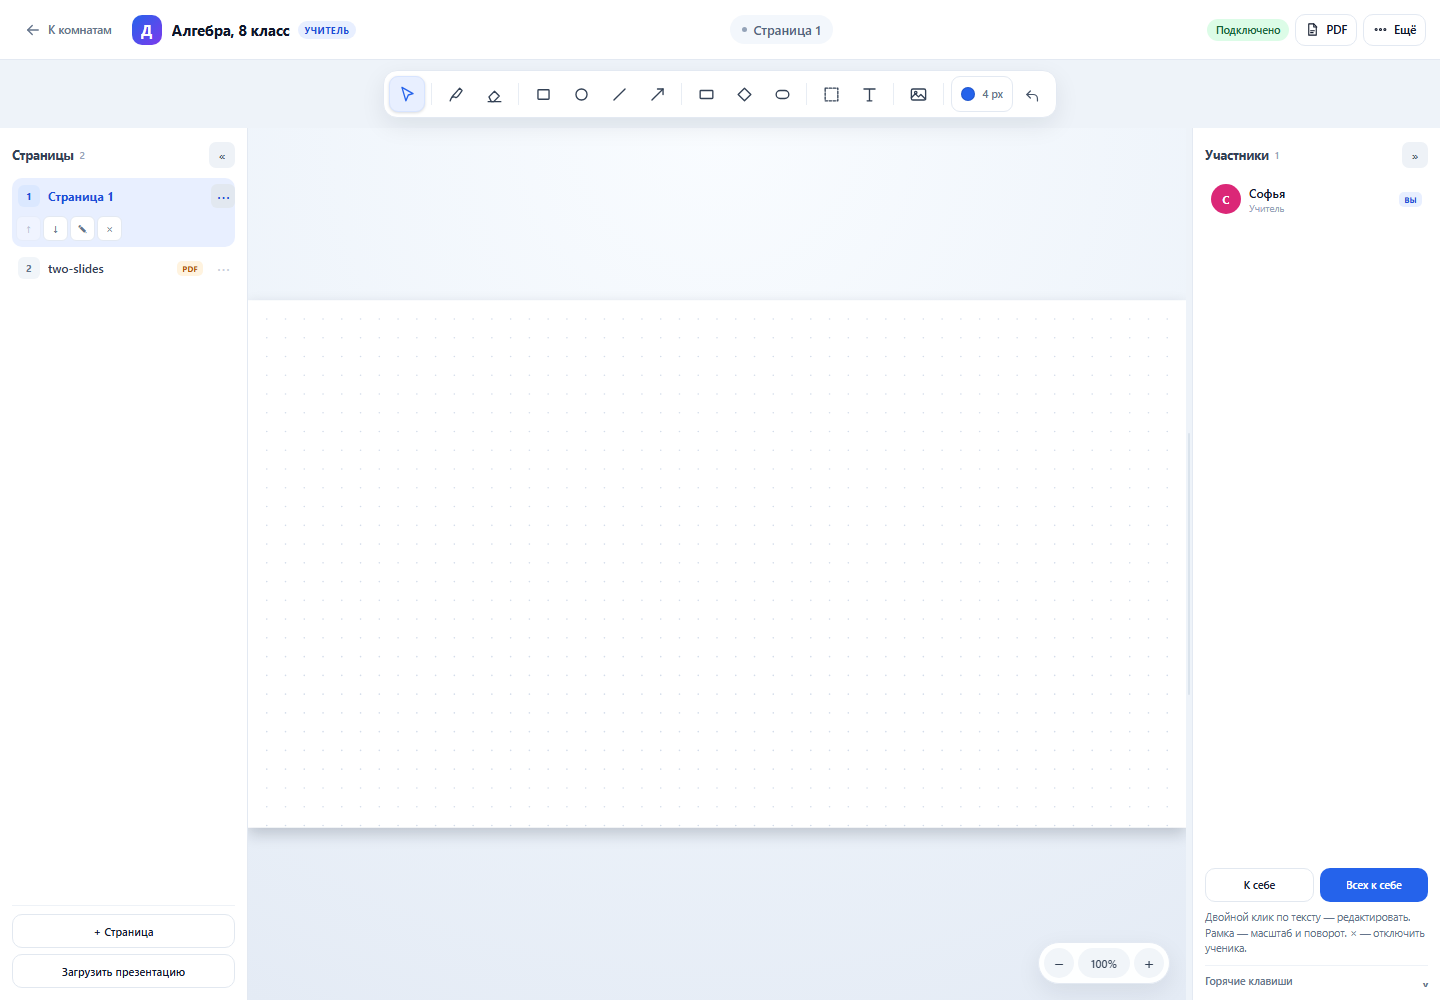 К комнатам
Д
Алгебра, 8 класс
УЧИТЕЛЬ
Страница 1
Подключено
PDF
Ещё
4 px
Страницы 2
«
1 Страница 1
2 two-slides PDF
+ Страница
Загрузить презентацию
100%
Участники 1
»
С
Софья
Учитель
ВЫ
К себе
Всех к себе
Двойной клик по тексту — редактировать.
Рамка — масштаб и поворот. × — отключить
ученика.
Горячие клавиши